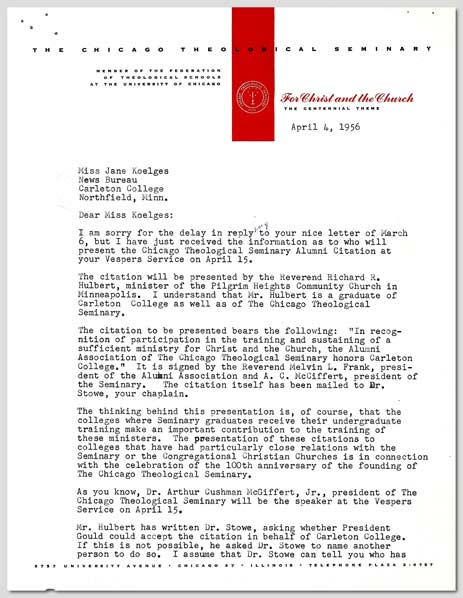 THE CHICAGO THEOLOGICAL SEMINARY
MEMBER OF THE FEDERATION
OF THEOLOGICAL SCHOOLS
AT THE UNIVERSITY OF CHICAGO
For Christ and the Church
THE CENTENNIAL THEME
April 4, 1956
Miss Jane Koelges
News Bureau
Carleton College
Northfield, Minn.
Dear Miss Koelges:
I am sorry for the delay in replying to your nice letter of March
6, but I have just received the information as to who will
present the Chicago Theological Seminary Alumni Citation at
your Vespers Service on April 15.
The citation will be presented by the Reverend Richard R.
Hulbert, minister of the Pilgrim Heights Community Church in
Minneapolis. I understand that Mr. Hulbert is a graduate of
Carleton College as well as of The Chicago Theological
Seminary.
The citation to be presented bears the following: "In recog-
nition of participation in the training and sustaining of a
sufficient ministry for Christ and the Church, the Alumni
Association of The Chicago Theological Seminary honors Carleton
College." It is signed by the Reverend Melvin L. Frank, presi-
dent of the Alumni Association and A. C. McGiffert, president of
the Seminary. The citation itself has been mailed to Dr.
Stowe, your chaplain.
The thinking behind this presentation is, of course, that the
colleges where Seminary graduates receive their undergraduate
training make an important contribution to the training of
these ministers. The presentation of these citations to
colleges that have had particularly close relations with the
Seminary or the Congregational Christian Churches is in connection
with the celebration of the 100th anniversary of the founding of
The Chicago Theological Seminary.
As you know, Dr. Arthur Cushman McGiffert, Jr., president of The
Chicago Theological Seminary will be the speaker at the Vespers
Service on April 15.
Mr. Hulbert has written Dr. Stowe, asking whether President
Gould could accept the citation in behalf of Carleton College.
If this is not possible, he asked Dr. Stowe to name another
person to do so. I assume that Dr. Stowe can tell you who has
5757 UNIVERSITY AVENUE • CHICAGO 37 • ILLINOIS • TELEPHONE PLAZA 2-5757